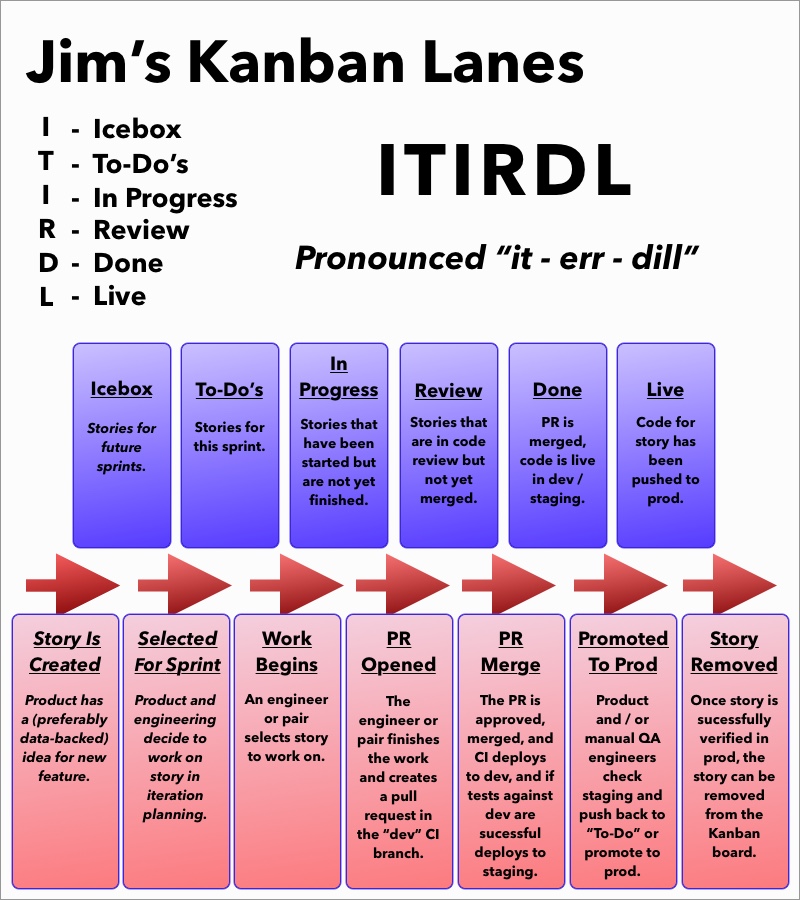 Jim’s Kanban Lanes
I - Icebox
T - To-Do’s
I - In Progress
R - Review
D - Done
L - Live
ITIRDL
Pronounced “it - err - dill”
Icebox
Stories for
future
sprints.
To-Do’s
Stories for
this sprint.
In
Progress
Stories that
have been
started but
are not yet
finished.
Review
Stories that
are in code
review but
not yet
merged.
Done
PR is
merged,
code is live
in dev /
staging.
Live
Code for
story has
been
pushed to
prod.
Story Is
Created
Product has
a (preferably
data-backed)
idea for new
feature.
Selected
For Sprint
Product and
engineering
decide to
work on
story in
iteration
planning.
Work
Begins
An engineer
or pair
selects story
to work on.
PR
Opened
The
engineer or
pair finishes
the work
and creates
a pull
request in
the “dev” CI
branch.
PR
Merge
The PR is
approved,
merged, and
CI deploys
to dev, and if
tests against
dev are
sucessful
deploys to
staging.
Promoted
To Prod
Product
and / or
manual QA
engineers
check
staging and
push back to
“To-Do” or
promote to
prod.
Story
Removed
Once story is
sucessfully
verified in
prod, the
story can be
removed
from the
Kanban
board.